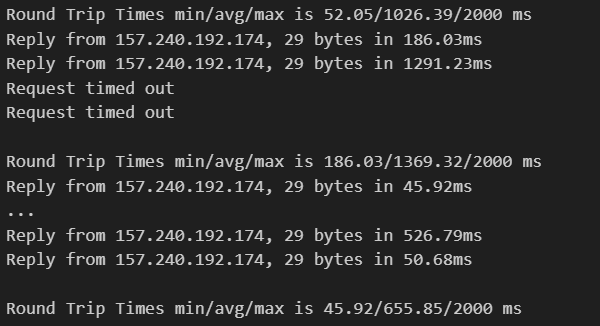 Round Trip Times min/avg/max is 52.05/1026.39/2000 ms
Reply from 157.240.192.174, 29 bytes in 186.03ms
Reply from 157.240.192.174, 29 bytes in 1291.23ms
Request timed out
Request timed out
Round Trip Times min/avg/max is 186.03/1369.32/2000 ms
Reply from 157.240.192.174, 29 bytes in 45.92ms
...
Reply from 157.240.192.174, 29 bytes in 526.79ms
Reply from 157.240.192.174, 29 bytes in 50.68ms
Round Trip Times min/avg/max is 45.92/655.85/2000 ms